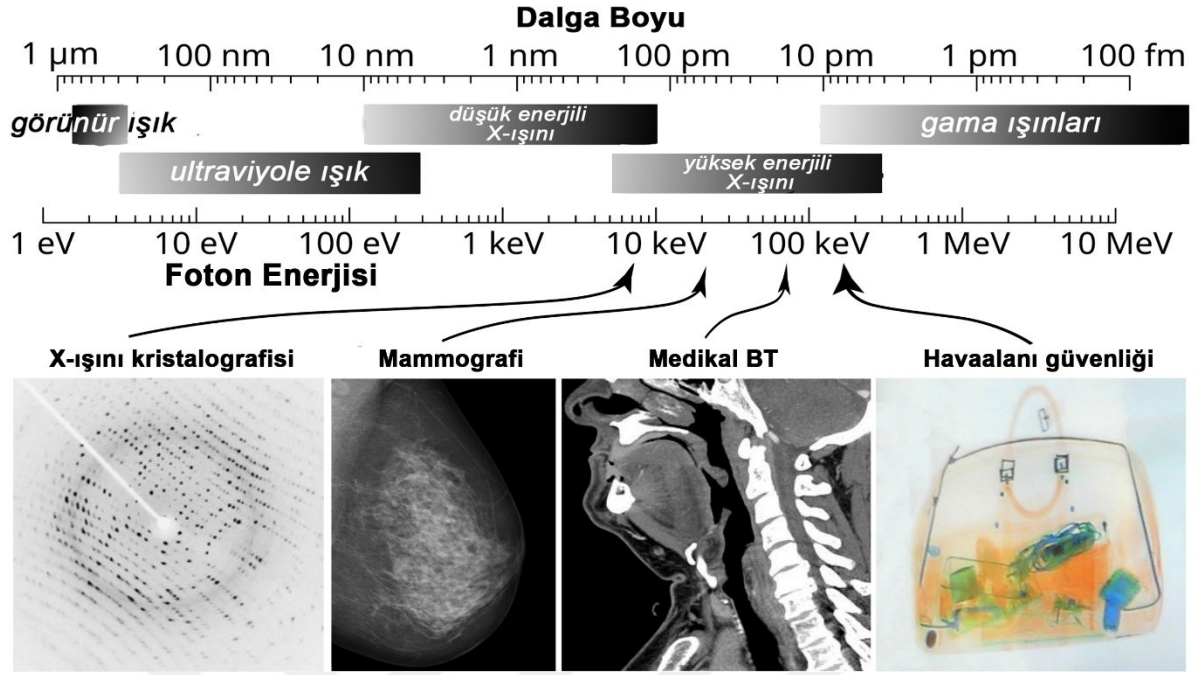 Dalga Boyu
1 µm 100 nm 10 nm 1 nm 100 pm 10 pm 1 pm 100 fm
görünür ışık
düşük enerjili
X-ışını
gama ışınları
ultraviyole ışık
yüksek enerjili
X-ışını
1 eV 10 eV 100 eV 1 keV 10 keV 100 keV 1 MeV 10 MeV
Foton Enerjisi
X-ışını kristalografisi Mammografi Medikal BT Havaalanı güvenliği